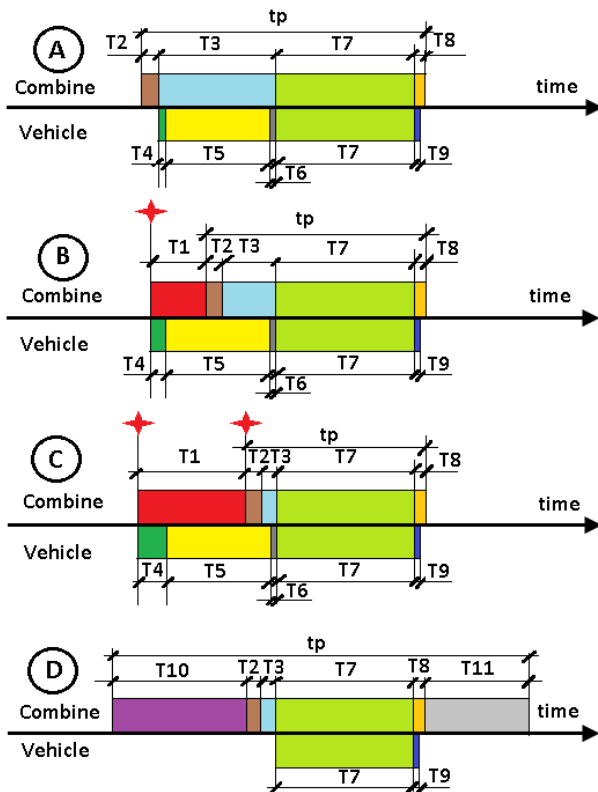 tp
A T2 T3 T7 T8
Combine time
Vehicle
T4 T5 T9
T6
tp
B T1 T2 T3 T7 T8
Combine time
Vehicle
T4 T5 T7 T9
T6
tp
C T1 T2 T3 T7 T8
Combine time
Vehicle
T4 T5 T7 T9
T6
tp
D T10 T2 T3 T7 T8 T11
Combine time
Vehicle
T7 T9